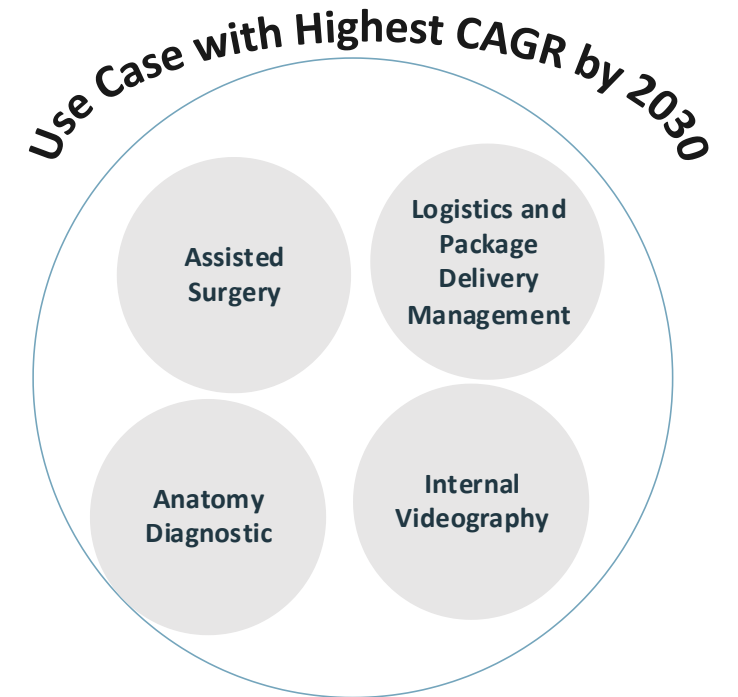 Use Case with Highest CAGR by 2030
Assisted
Surgery
Logistics and
Package
Delivery
Management
Anatomy
Diagnostic
Internal
Videography